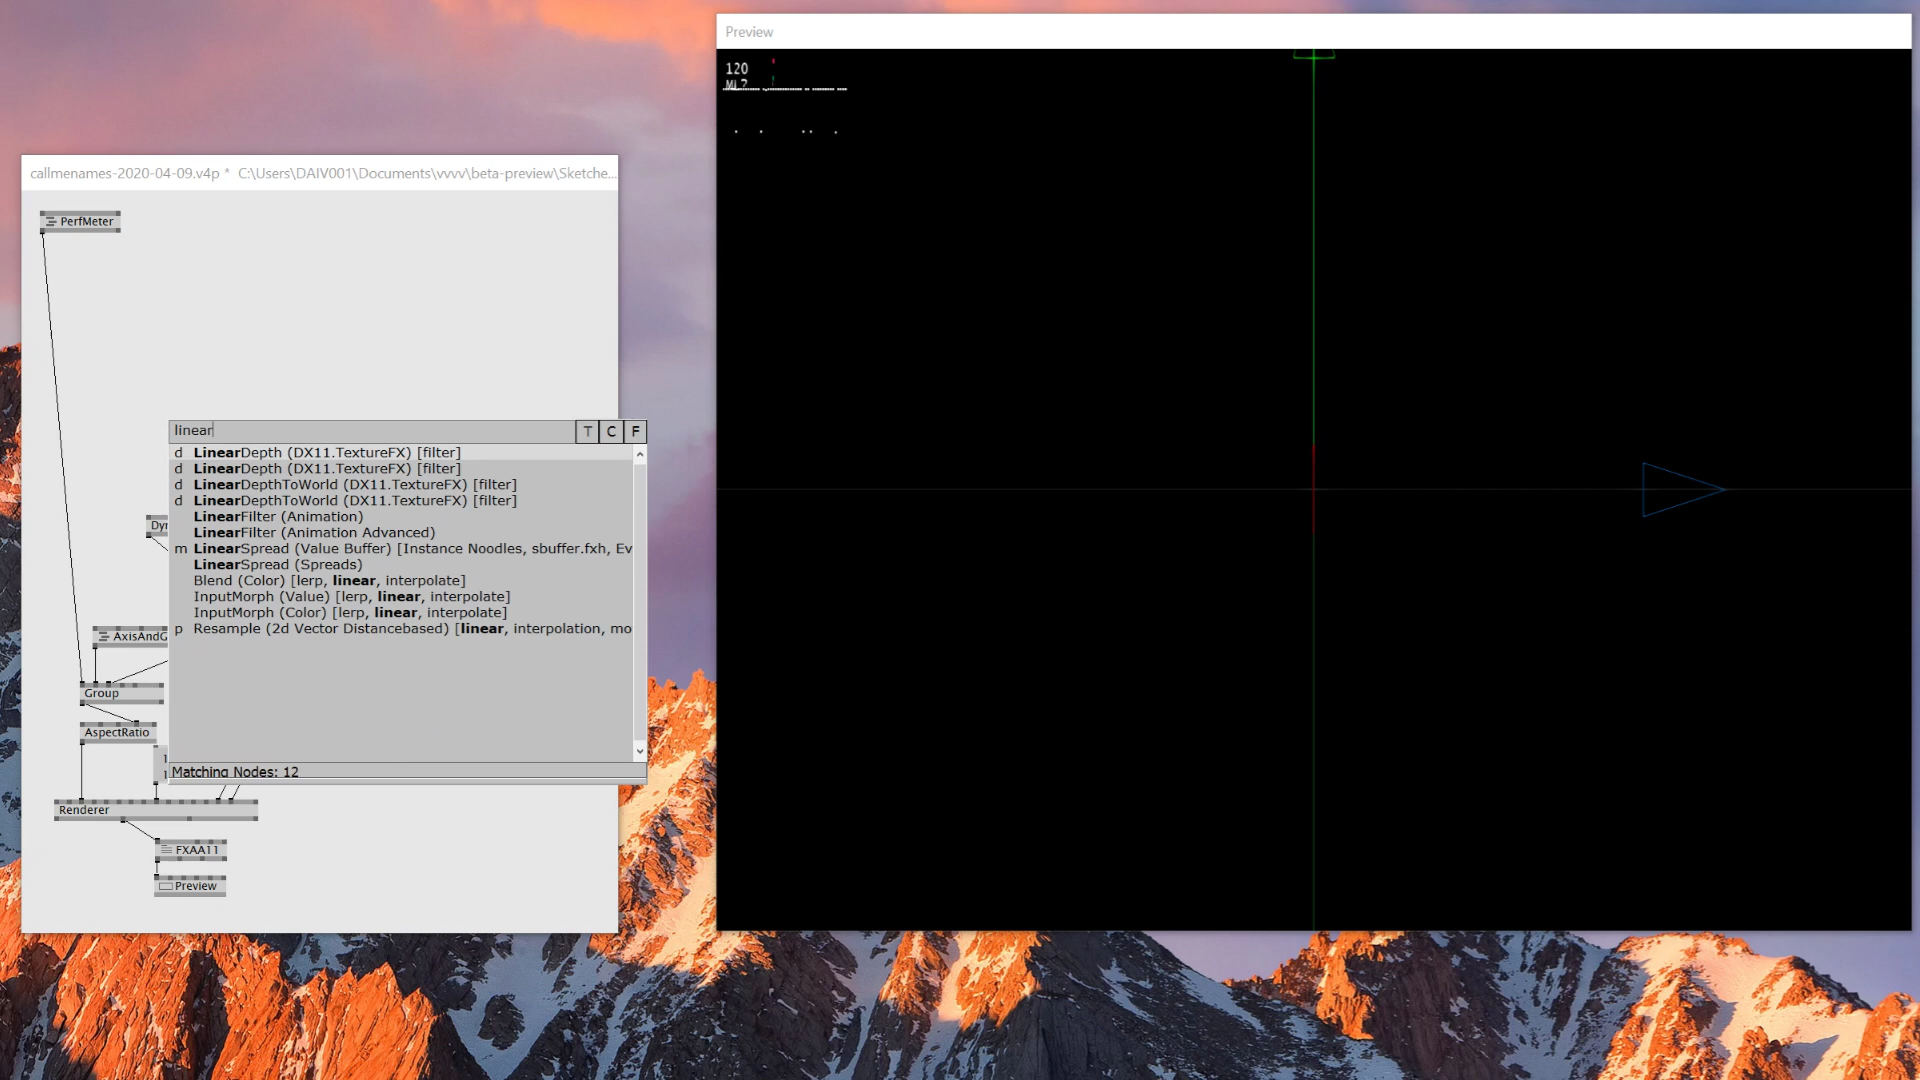 Preview
120
callmenames-2020-04-09.v4p * C:\Users\DAIV001\Documents\vvvv\beta-preview\Sketche...
PerfMeter
linear
T C F
d LinearDepth (DX11.TextureFX) [filter]
d LinearDepth (DX11.TextureFX) [filter]
d LinearDepthToWorld (DX11.TextureFX) [filter]
d LinearDepthToWorld (DX11.TextureFX) [filter]
LinearFilter (Animation)
LinearFilter (Animation Advanced)
m LinearSpread (Value Buffer) [Instance Noodles, sbuffer.fxh, Ev
LinearSpread (Spreads)
Blend (Color) [lerp, linear, interpolate]
InputMorph (Value) [lerp, linear, interpolate]
InputMorph (Color) [lerp, linear, interpolate]
p Resample (2d Vector Distancebased) [linear, interpolation, mo
Matching Nodes: 12
Dyr
AxisAndG
Group
AspectRatio
1
1
Renderer
FXAA11
Preview